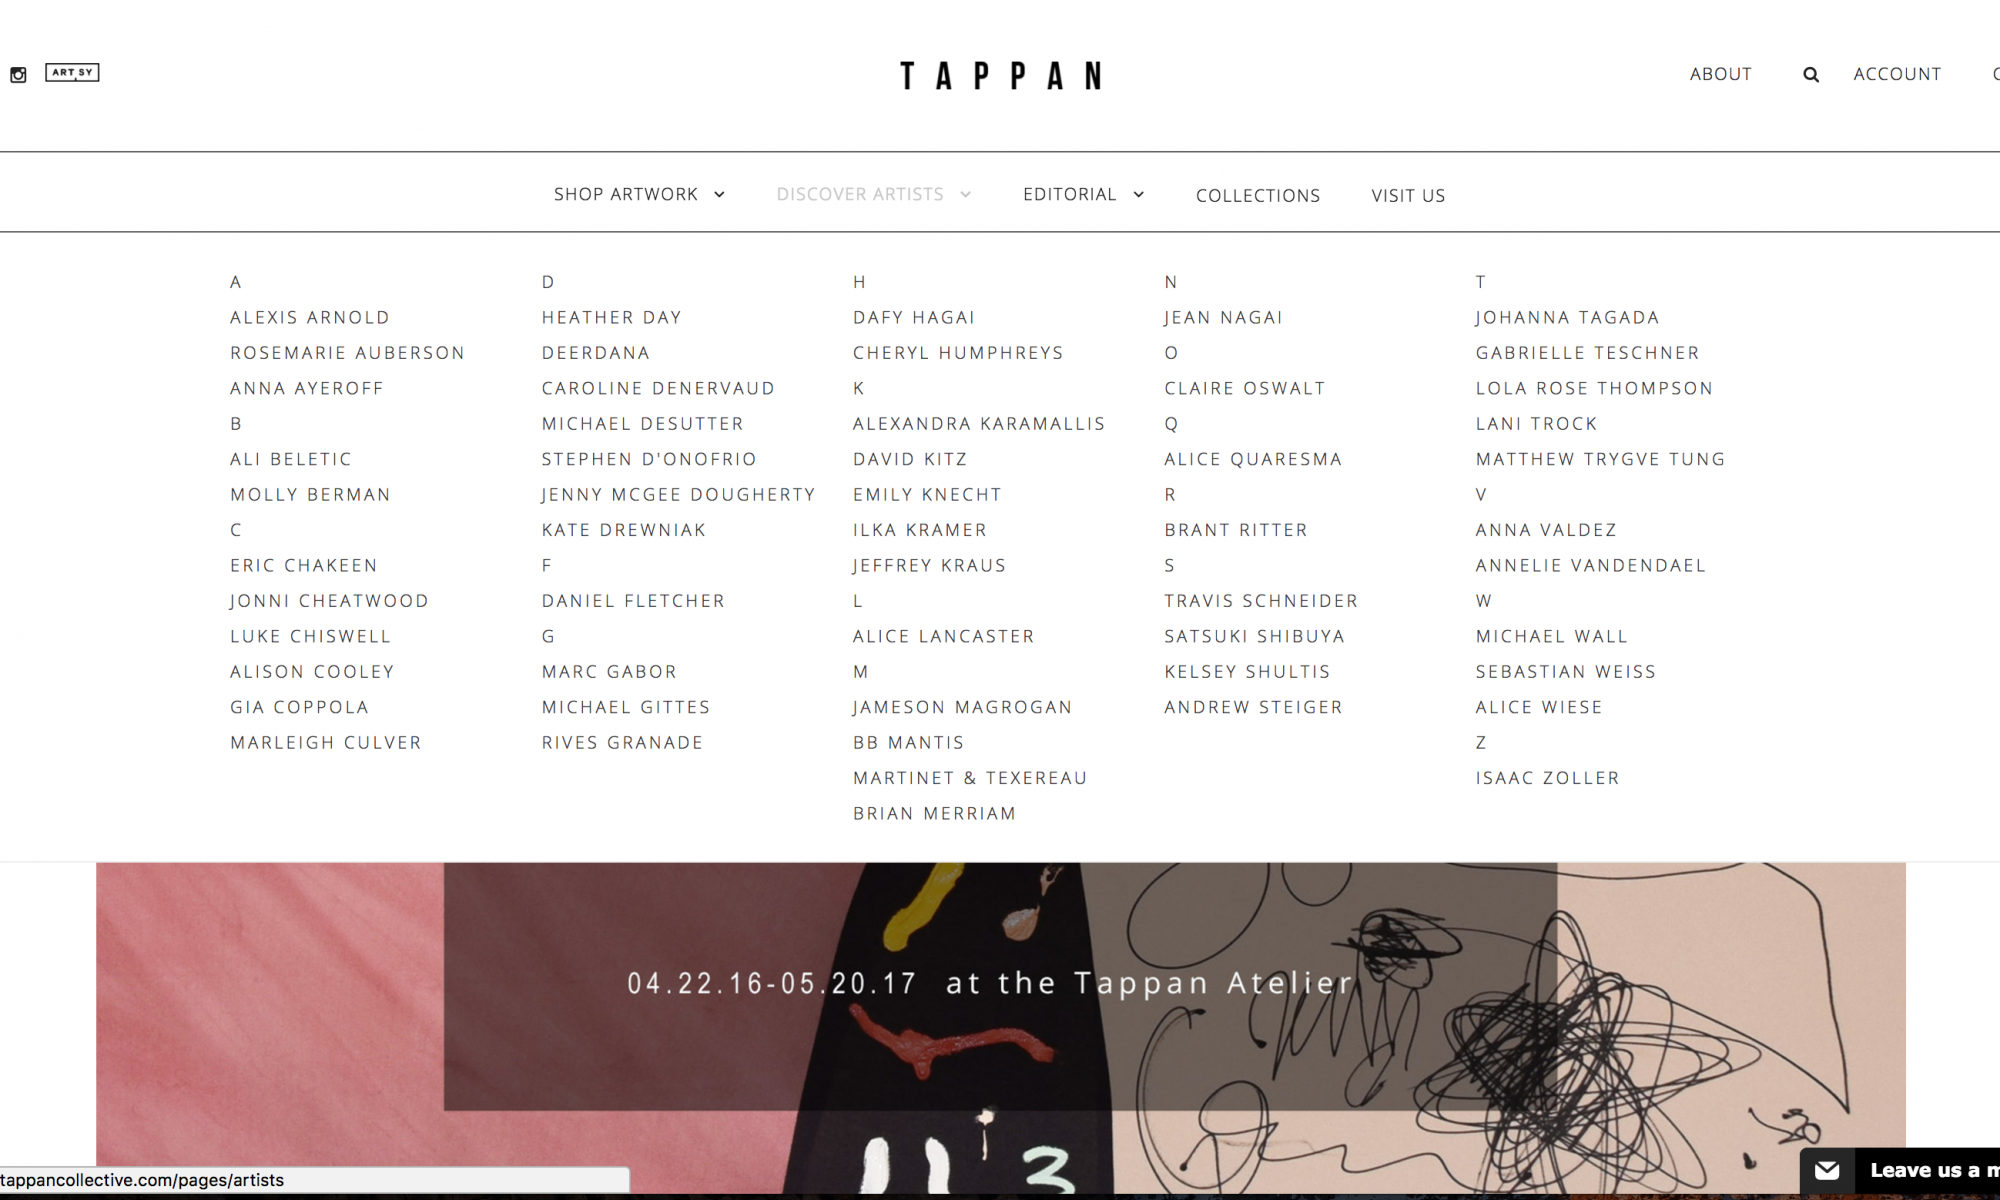 ARTSY
TAPPAN
ABOUT
ACCOUNT
SHOP ARTWORK
DISCOVER ARTISTS
EDITORIAL
COLLECTIONS
VISIT US
A
ALEXIS ARNOLD
ROSEMARIE AUBERSON
ANNA AYEROFF
B
ALI BELETIC
MOLLY BERMAN
C
ERIC CHAKEEN
JONNI CHEATWOOD
LUKE CHISWELL
ALISON COOLEY
GIA COPPOLA
MARLEIGH CULVER
D
HEATHER DAY
DEERDANA
CAROLINE DENERVAUD
MICHAEL DESUTTER
STEPHEN D'ONOFRIO
JENNY MCGEE DOUGHERTY
KATE DREWNIAK
F
DANIEL FLETCHER
G
MARC GABOR
MICHAEL GITTES
RIVES GRANADE
H
DAFY HAGAI
CHERYL HUMPHREYS
K
ALEXANDRA KARAMALLIS
DAVID KITZ
EMILY KNECHT
ILKA KRAMER
JEFFREY KRAUS
L
ALICE LANCASTER
M
JAMESON MAGROGAN
BB MANTIS
MARTINET & TEXEREAU
BRIAN MERRIAM
N
JEAN NAGAI
O
CLAIRE OSWALT
Q
ALICE QUARESMA
R
BRANT RITTER
S
TRAVIS SCHNEIDER
SATSUKI SHIBUYA
KELSEY SHULTIS
ANDREW STEIGER
T
JOHANNA TAGADA
GABRIELLE TESCHNER
LOLA ROSE THOMPSON
LANI TROCK
MATTHEW TRYGVE TUNG
V
ANNA VALDEZ
ANNELIE VANDENDAEL
W
MICHAEL WALL
SEBASTIAN WEISS
ALICE WIESE
Z
ISAAC ZOLLER
04.22.16-05.20.17 at the Tappan Atelier
3
tappancollective.com/pages/artists
Leave us a m